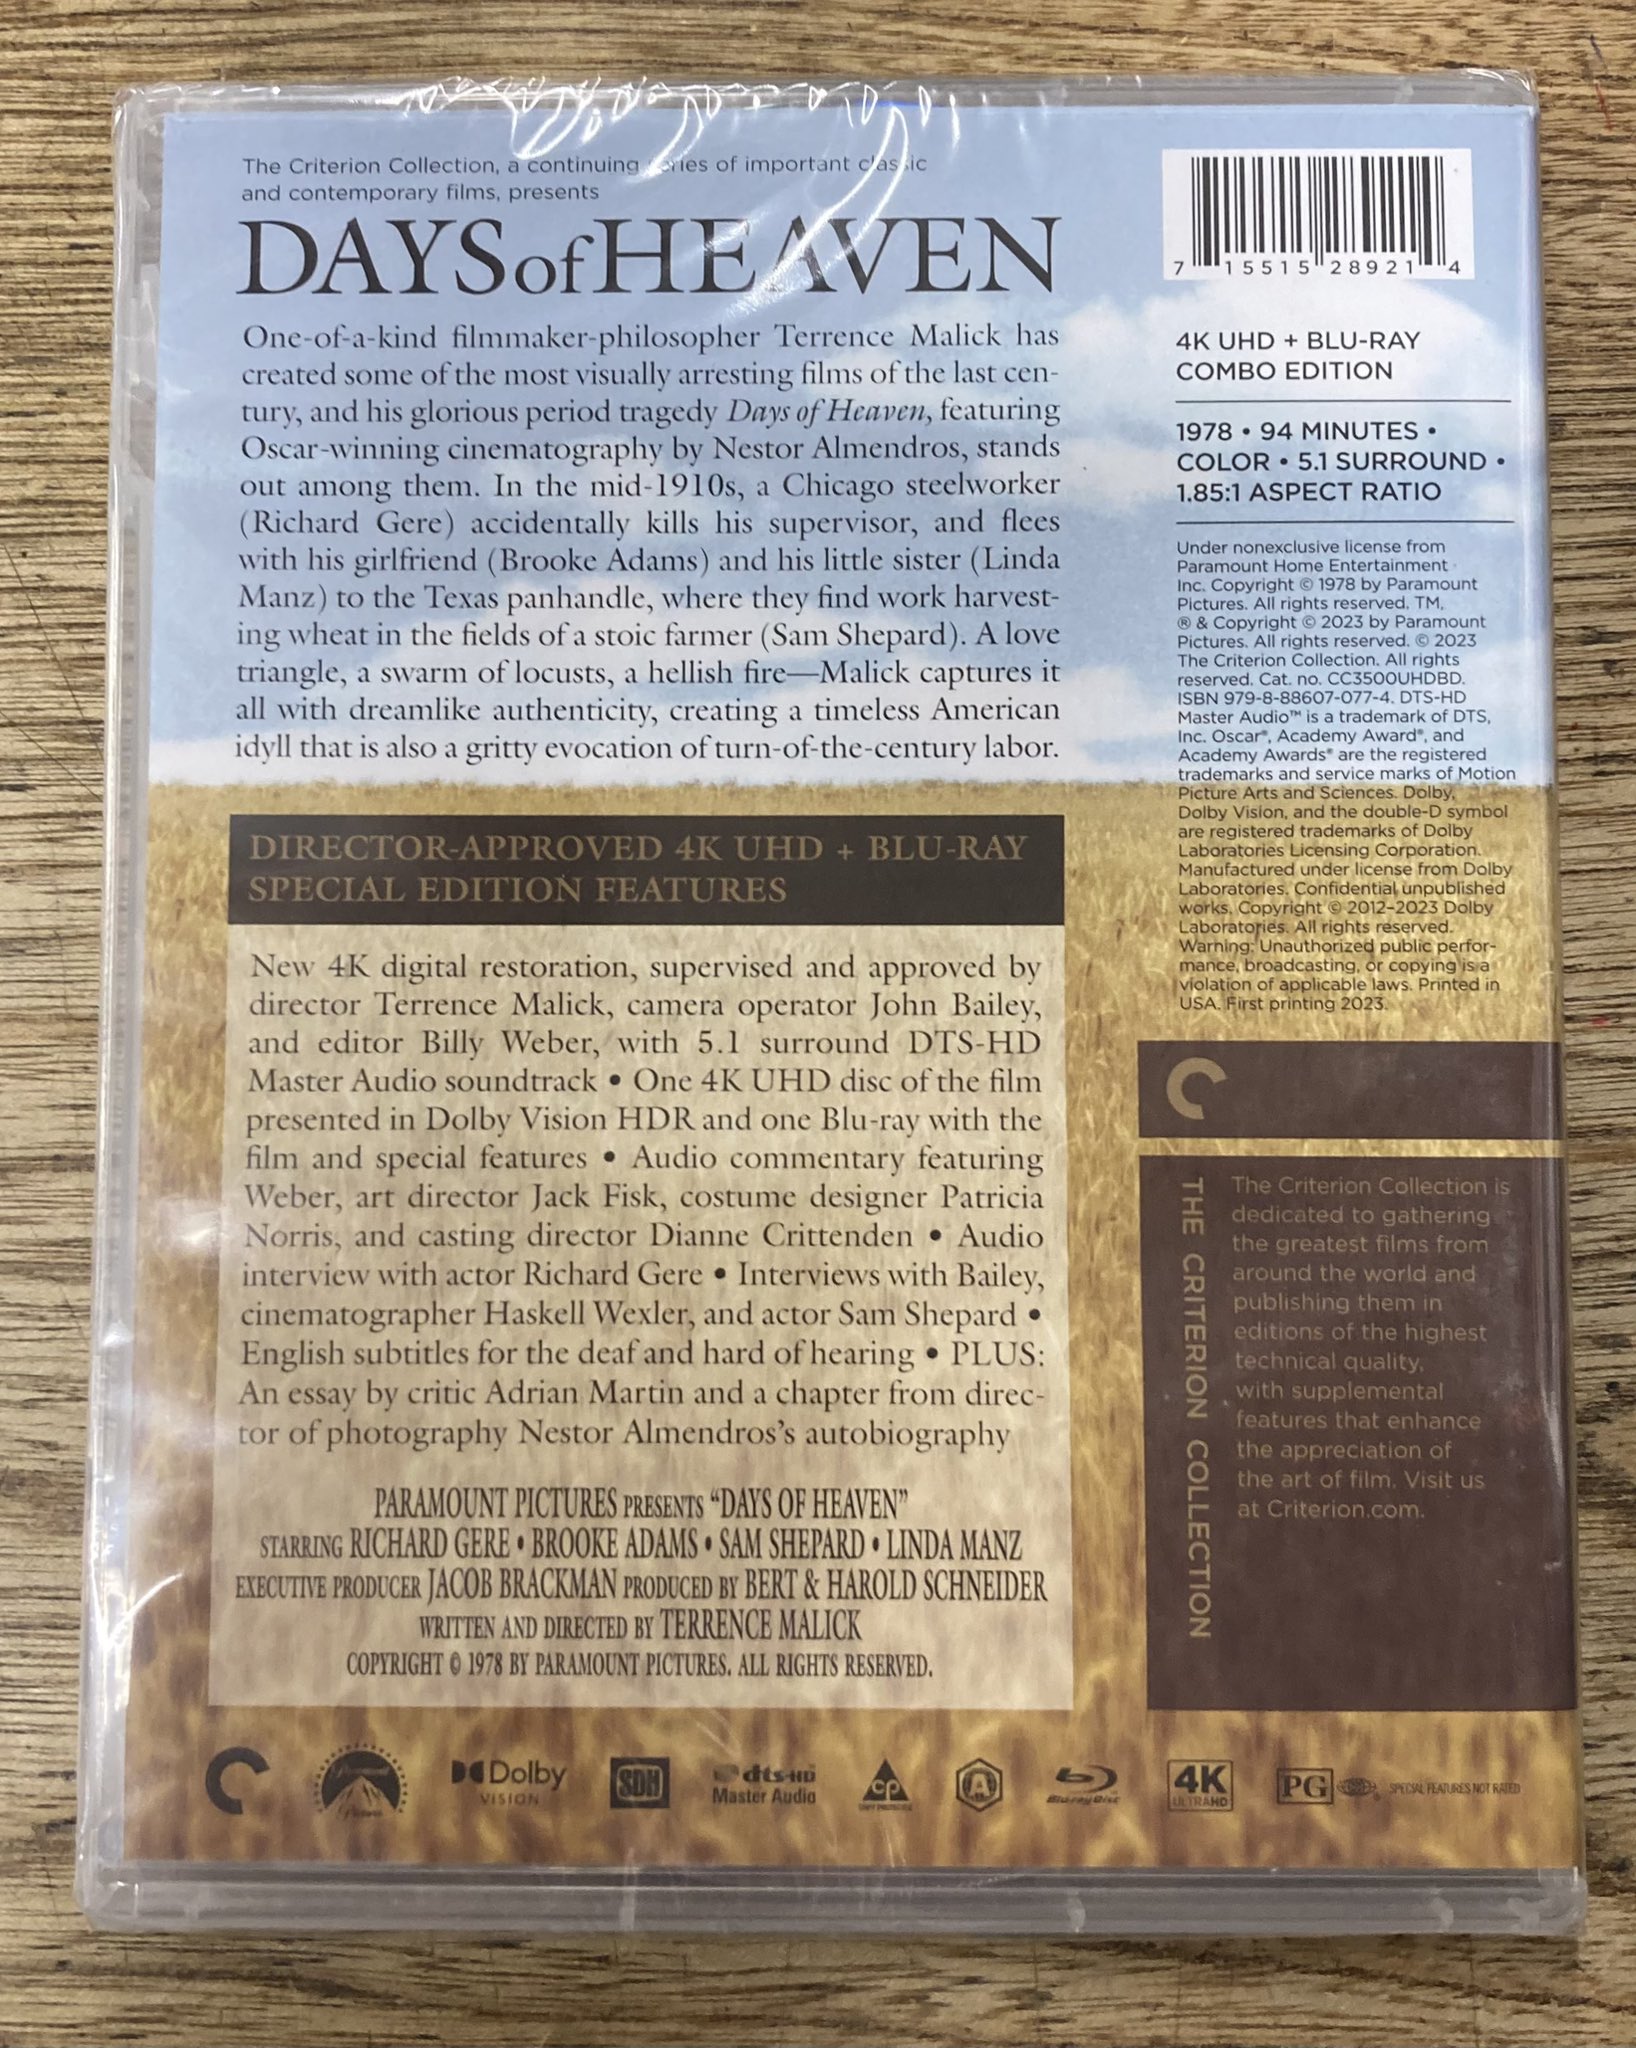 The Criterion Collection, a continuing series of important classic
and contemporary films, presents
DAYS of HEAVEN
One-of-a-kind filmmaker-philosopher Terrence Malick has
created some of the most visually arresting films of the last cen-
tury, and his glorious period tragedy Days of Heaven, featuring
Oscar-winning cinematography by Nestor Almendros, stands
out among them. In the mid-1910s, a Chicago steelworker
(Richard Gere) accidentally kills his supervisor, and flees
with his girlfriend (Brooke Adams) and his little sister (Linda
Manz) to the Texas panhandle, where they find work harvest-
ing wheat in the fields of a stoic farmer (Sam Shepard). A love
triangle, a swarm of locusts, a hellish fire—Malick captures it
all with dreamlike authenticity, creating a timeless American
idyll that is also a gritty evocation of turn-of-the-century labor.
DIRECTOR-APPROVED 4K UHD + BLU-RAY
SPECIAL EDITION FEATURES
New 4K digital restoration, supervised and approved by
director Terrence Malick, camera operator John Bailey,
and editor Billy Weber, with 5.1 surround DTS-HD
Master Audio soundtrack • One 4K UHD disc of the film
presented in Dolby Vision HDR and one Blu-ray with the
film and special features • Audio commentary featuring
Weber, art director Jack Fisk, costume designer Patricia
Norris, and casting director Dianne Crittenden • Audio
interview with actor Richard Gere • Interviews with Bailey,
cinematographer Haskell Wexler, and actor Sam Shepard •
English subtitles for the deaf and hard of hearing • PLUS:
An essay by critic Adrian Martin and a chapter from direc-
tor of photography Nestor Almendros's autobiography
PARAMOUNT PICTURES PRESENTS "DAYS OF HEAVEN"
STARRING RICHARD GERE • BROOKE ADAMS • SAM SHEPARD • LINDA MANZ
EXECUTIVE PRODUCER JACOB BRACKMAN PRODUCED BY BERT & HAROLD SCHNEIDER
WRITTEN AND DIRECTED BY TERRENCE MALICK
COPYRIGHT © 1978 BY PARAMOUNT PICTURES. ALL RIGHTS RESERVED.
7 15515 28921 4
4K UHD + BLU-RAY
COMBO EDITION
1978 • 94 MINUTES •
COLOR • 5.1 SURROUND •
1.85:1 ASPECT RATIO
Under nonexclusive license from
Paramount Home Entertainment
Inc. Copyright © 1978 by Paramount
Pictures. All rights reserved. TM,
® & Copyright © 2023 by Paramount
Pictures. All rights reserved. © 2023
The Criterion Collection. All rights
reserved. Cat. no. CC3500UHDBD.
ISBN 979-8-88607-077-4. DTS-HD
Master Audio™ is a trademark of DTS,
Inc. Oscar®, Academy Award®, and
Academy Awards® are the registered
trademarks and service marks of Motion
Picture Arts and Sciences. Dolby,
Dolby Vision, and the double-D symbol
are registered trademarks of Dolby
Laboratories Licensing Corporation.
Manufactured under license from Dolby
Laboratories. Confidential unpublished
works. Copyright © 2012–2023 Dolby
Laboratories. All rights reserved.
Warning: Unauthorized public perfor-
mance, broadcasting, or copying is a
violation of applicable laws. Printed in
USA. First printing 2023.
THE CRITERION COLLECTION
The Criterion Collection is
dedicated to gathering
the greatest films from
around the world and
publishing them in
editions of the highest
technical quality,
with supplemental
features that enhance
the appreciation of
the art of film. Visit us
at Criterion.com.
Paramount
Pictures
Dolby
VISION
SDH
dts-HD
Master Audio
CP
A
Blu-ray Disc
4K
ULTRA HD
PG
SPECIAL FEATURES NOT RATED